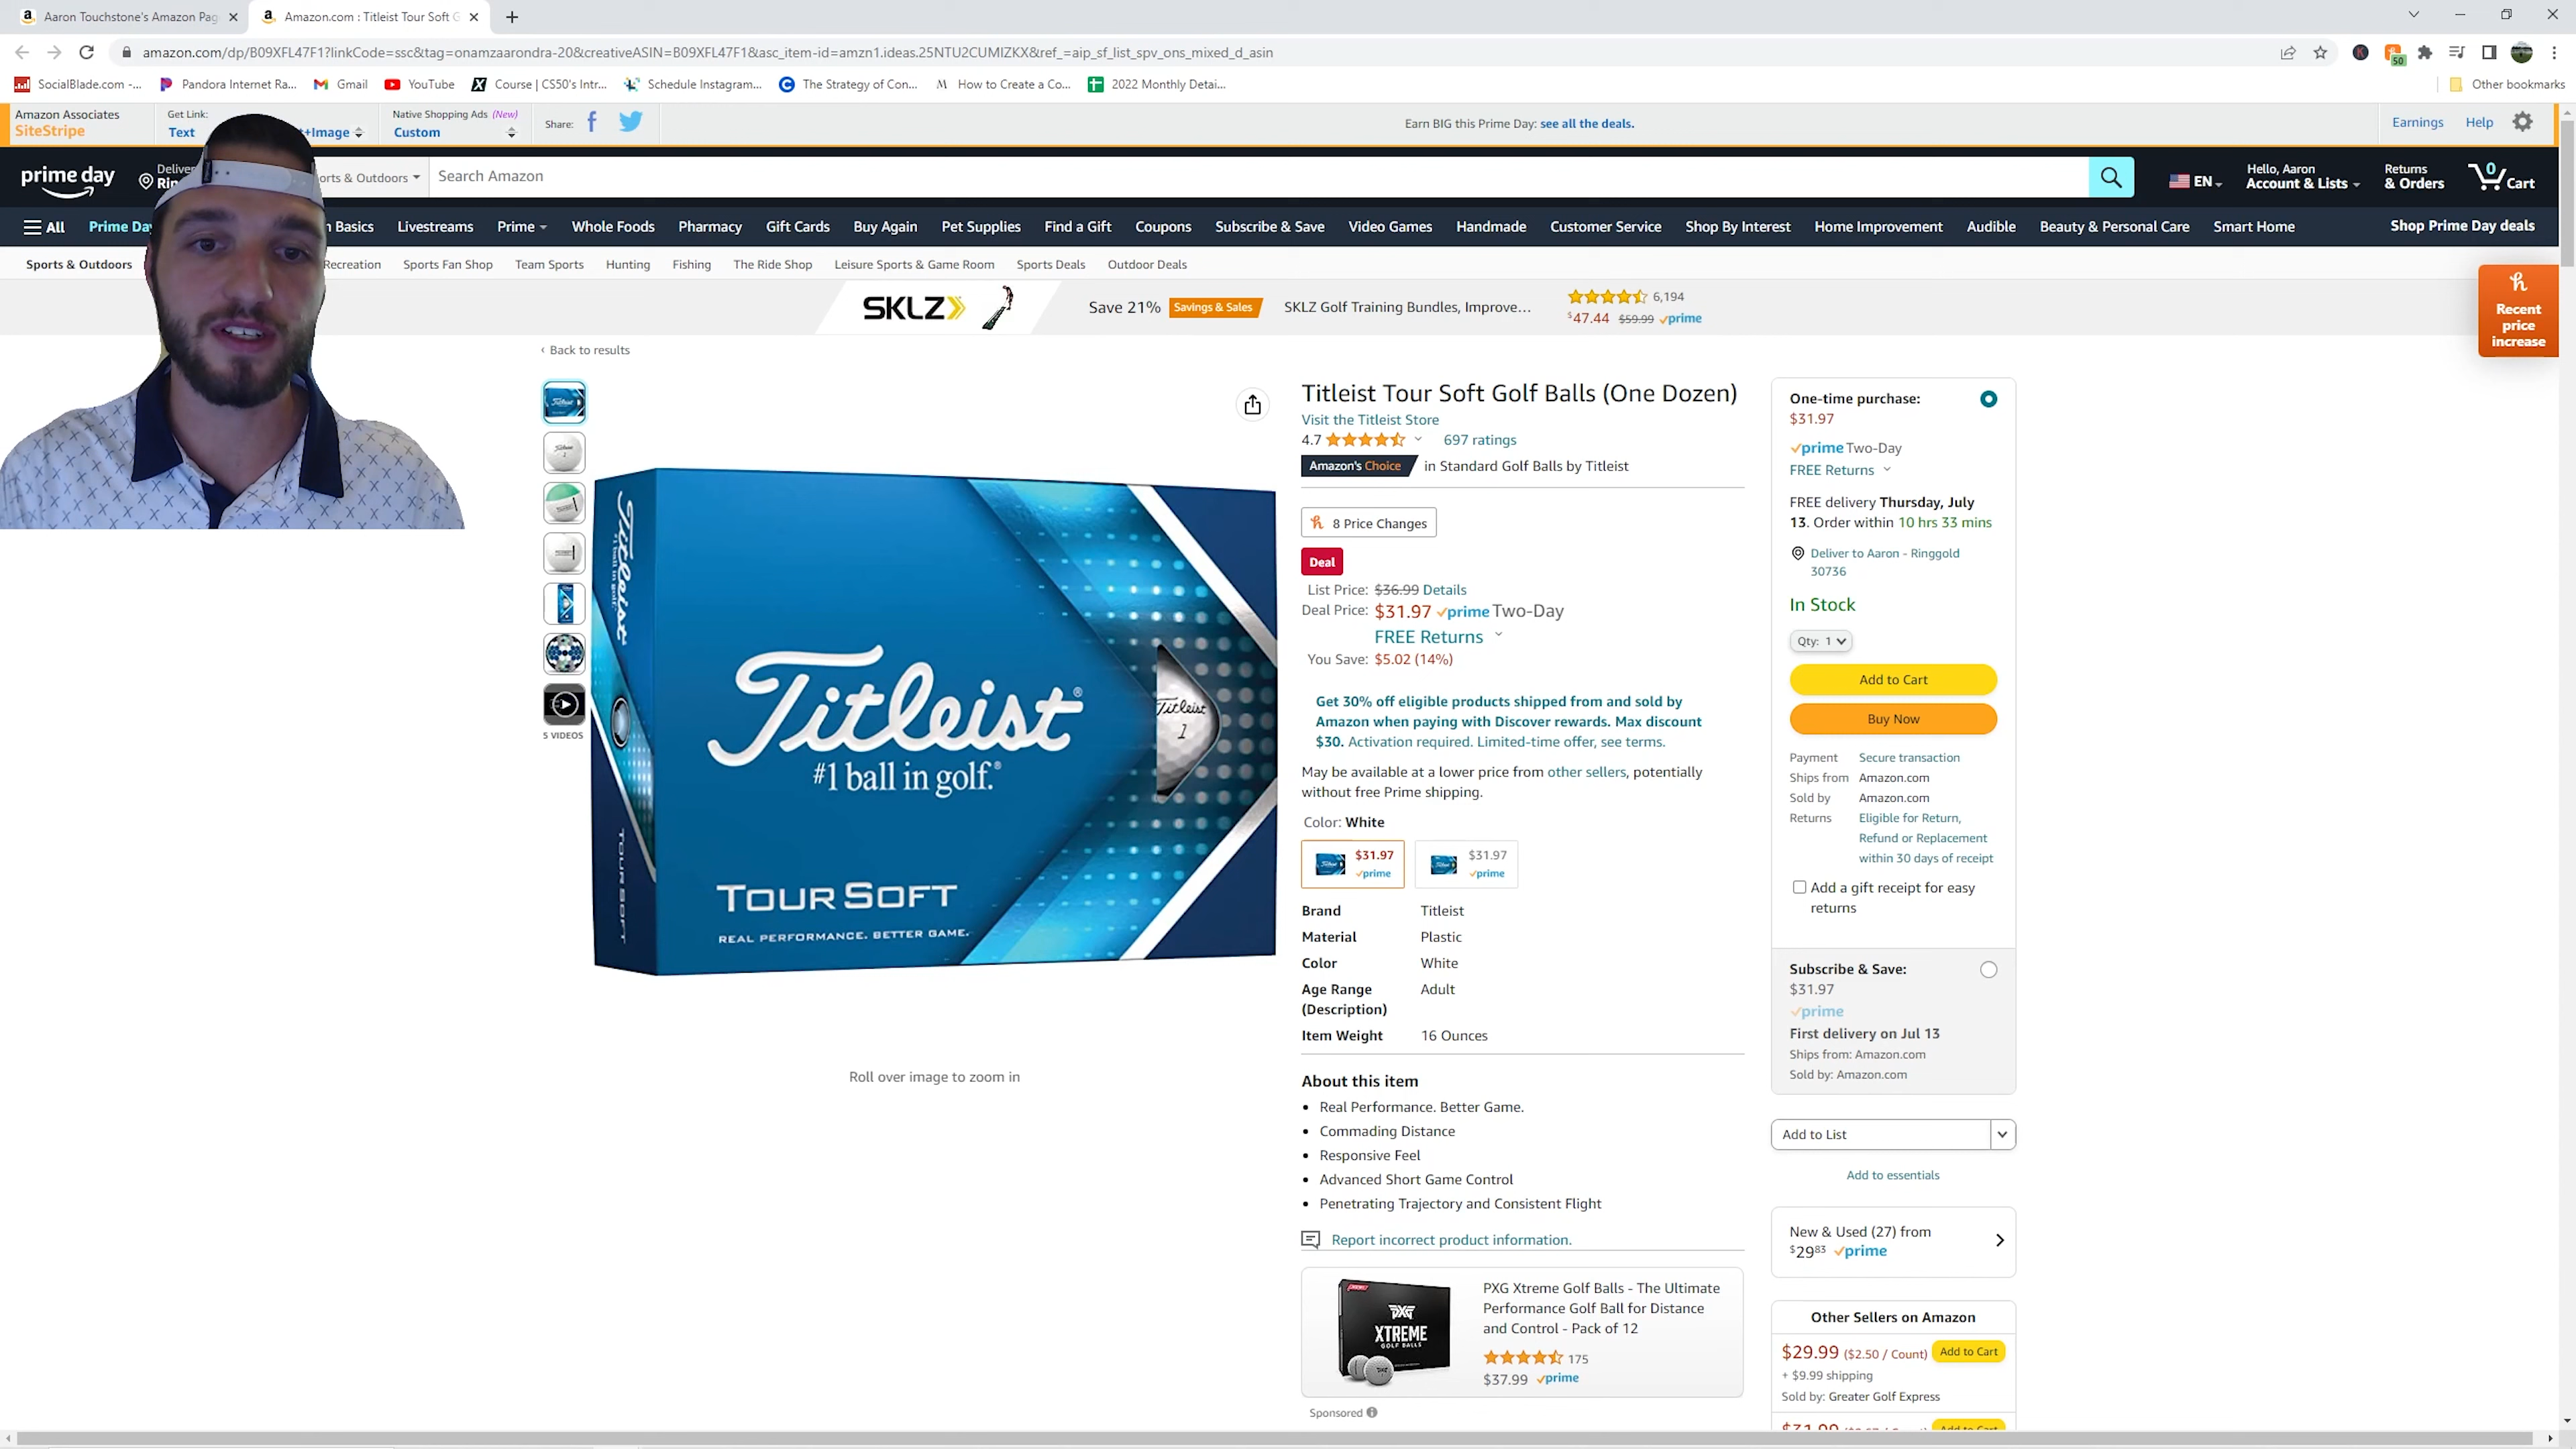 Aaron Touchstone's Amazon Pag
Amazon.com : Titleist Tour Soft G
amazon.com/dp/B09XFL47F1?linkCode=ssc&tag=onamzaarondra-20&creativeASIN=B09XFL47F1&asc_item-id=amzn1.ideas.25NTU2CUMIZKX&ref_=aip_sf_list_spv_ons_mixed_d_asin
50
SocialBlade.com -... Pandora Internet Ra... Gmail YouTube Course | CS50's Intr... Schedule Instagram... The Strategy of Con... How to Create a Co... 2022 Monthly Detai... Other bookmarks
Amazon Associates
SiteStripe
Get Link:
Text +Image
Native Shopping Ads (New)
Custom
Share:
Earn BIG this Prime Day: see all the deals.
Earnings Help
prime day
Deliver
Rin
orts & Outdoors
Search Amazon
EN
Hello, Aaron
Account & Lists
Returns
& Orders
0
Cart
All Prime Day n Basics Livestreams Prime Whole Foods Pharmacy Gift Cards Buy Again Pet Supplies Find a Gift Coupons Subscribe & Save Video Games Handmade Customer Service Shop By Interest Home Improvement Audible Beauty & Personal Care Smart Home Shop Prime Day deals
Sports & Outdoors Recreation Sports Fan Shop Team Sports Hunting Fishing The Ride Shop Leisure Sports & Game Room Sports Deals Outdoor Deals
SKLZ
Save 21% Savings & Sales SKLZ Golf Training Bundles, Improve...
6,194
$47.44 $59.99 prime
Recent
price
increase
‹ Back to results
5 VIDEOS
Titleist
#1 ball in golf.
TOUR SOFT
Titleist®
#1 ball in golf.®
TOUR SOFT
REAL PERFORMANCE. BETTER GAME.
Titleist
1
Roll over image to zoom in
Titleist Tour Soft Golf Balls (One Dozen)
Visit the Titleist Store
4.7 697 ratings
Amazon's Choice in Standard Golf Balls by Titleist
8 Price Changes
Deal
List Price: $36.99 Details
Deal Price: $31.97 prime Two-Day
FREE Returns
You Save: $5.02 (14%)
Get 30% off eligible products shipped from and sold by
Amazon when paying with Discover rewards. Max discount
$30. Activation required. Limited-time offer, see terms.
May be available at a lower price from other sellers, potentially
without free Prime shipping.
Color: White
$31.97
prime
$31.97
prime
Brand Titleist
Material Plastic
Color White
Age Range Adult
(Description)
Item Weight 16 Ounces
About this item
• Real Performance. Better Game.
• Commading Distance
• Responsive Feel
• Advanced Short Game Control
• Penetrating Trajectory and Consistent Flight
Report incorrect product information.
PXG
XTREME
GOLF BALLS
PXG Xtreme Golf Balls - The Ultimate
Performance Golf Ball for Distance
and Control - Pack of 12
175
$37.99 prime
Sponsored
One-time purchase:
$31.97
prime Two-Day
FREE Returns
FREE delivery Thursday, July
13. Order within 10 hrs 33 mins
Deliver to Aaron - Ringgold
30736
In Stock
Qty: 1
Add to Cart
Buy Now
Payment Secure transaction
Ships from Amazon.com
Sold by Amazon.com
Returns Eligible for Return,
Refund or Replacement
within 30 days of receipt
Add a gift receipt for easy
returns
Subscribe & Save:
$31.97
prime
First delivery on Jul 13
Ships from: Amazon.com
Sold by: Amazon.com
Add to List
Add to essentials
New & Used (27) from
$29.83 prime
Other Sellers on Amazon
$29.99 ($2.50 / Count) Add to Cart
+ $9.99 shipping
Sold by: Greater Golf Express